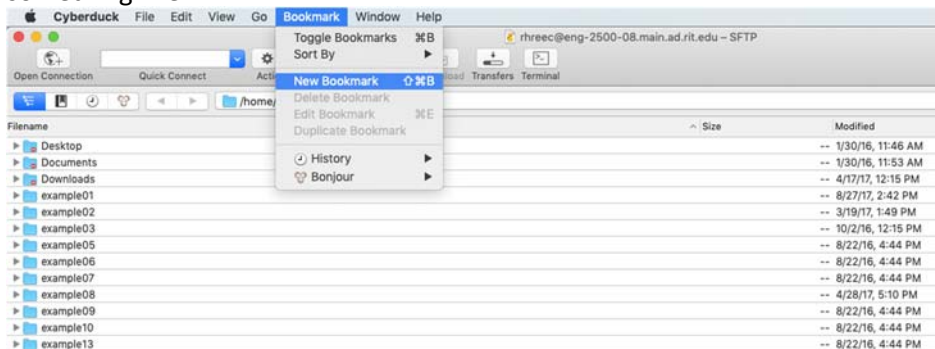 Cyberduck File Edit View Go Bookmark Window Help
rhreec@eng-2500-08.main.ad.rit.edu – SFTP
Toggle Bookmarks ⌘B
Sort By
New Bookmark ⇧⌘B
Delete Bookmark
Edit Bookmark ⌘E
Duplicate Bookmark
History
Bonjour
Open Connection Quick Connect Transfers Terminal
/home/
Filename Size Modified
Desktop -- 1/30/16, 11:46 AM
Documents -- 1/30/16, 11:53 AM
Downloads -- 4/17/17, 12:15 PM
example01 -- 8/27/17, 2:42 PM
example02 -- 3/19/17, 1:49 PM
example03 -- 10/2/16, 12:15 PM
example05 -- 8/22/16, 4:44 PM
example06 -- 8/22/16, 4:44 PM
example07 -- 8/22/16, 4:44 PM
example08 -- 4/28/17, 5:10 PM
example09 -- 8/22/16, 4:44 PM
example10 -- 8/22/16, 4:44 PM
example13 -- 8/22/16, 4:44 PM